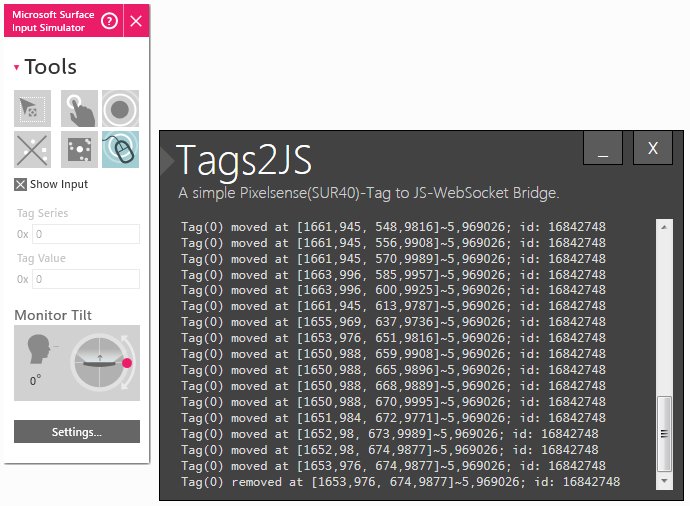 Microsoft Surface
Input Simulator
?
Tools
Show Input
Tag Series
0x 0
Tag Value
0x 0
Monitor Tilt
0°
Settings...
Tags2JS
_ X
A simple Pixelsense(SUR40)-Tag to JS-WebSocket Bridge.
Tag(0) moved at [1661,945, 548,9816]~5,969026; id: 16842748
Tag(0) moved at [1661,945, 556,9908]~5,969026; id: 16842748
Tag(0) moved at [1661,945, 570,9989]~5,969026; id: 16842748
Tag(0) moved at [1663,996, 585,9957]~5,969026; id: 16842748
Tag(0) moved at [1663,996, 600,9925]~5,969026; id: 16842748
Tag(0) moved at [1661,945, 613,9787]~5,969026; id: 16842748
Tag(0) moved at [1655,969, 637,9736]~5,969026; id: 16842748
Tag(0) moved at [1653,976, 651,9816]~5,969026; id: 16842748
Tag(0) moved at [1650,988, 659,9908]~5,969026; id: 16842748
Tag(0) moved at [1650,988, 665,9896]~5,969026; id: 16842748
Tag(0) moved at [1650,988, 668,9889]~5,969026; id: 16842748
Tag(0) moved at [1650,988, 670,9995]~5,969026; id: 16842748
Tag(0) moved at [1651,984, 672,9771]~5,969026; id: 16842748
Tag(0) moved at [1652,98, 673,9989]~5,969026; id: 16842748
Tag(0) moved at [1652,98, 674,9877]~5,969026; id: 16842748
Tag(0) moved at [1653,976, 674,9877]~5,969026; id: 16842748
Tag(0) removed at [1653,976, 674,9877]~5,969026; id: 16842748